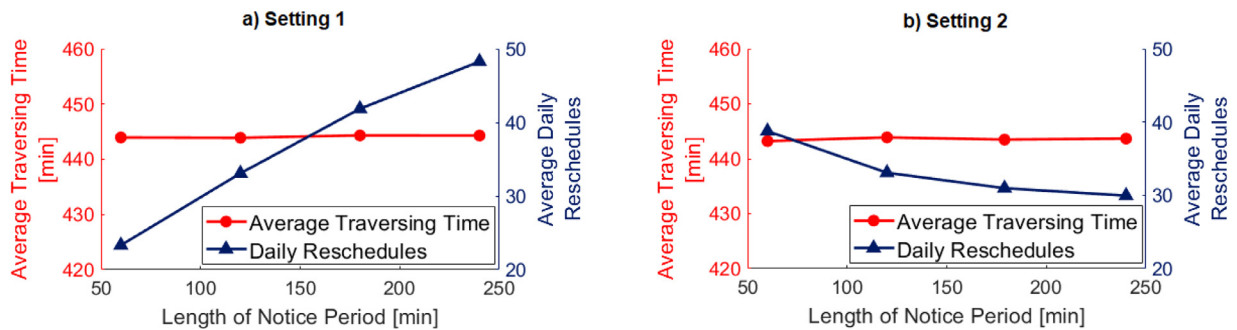 a) Setting 1
Average Traversing Time
[min]
460
450
440
430
420
50
40
30
20
Average Daily
Reschedules
Average Traversing Time
Daily Reschedules
50
100
150
200
250
Length of Notice Period [min]
b) Setting 2
Average Traversing Time
[min]
460
450
440
430
420
50
40
30
20
Average Daily
Reschedules
Average Traversing Time
Daily Reschedules
50
100
150
200
250
Length of Notice Period [min]